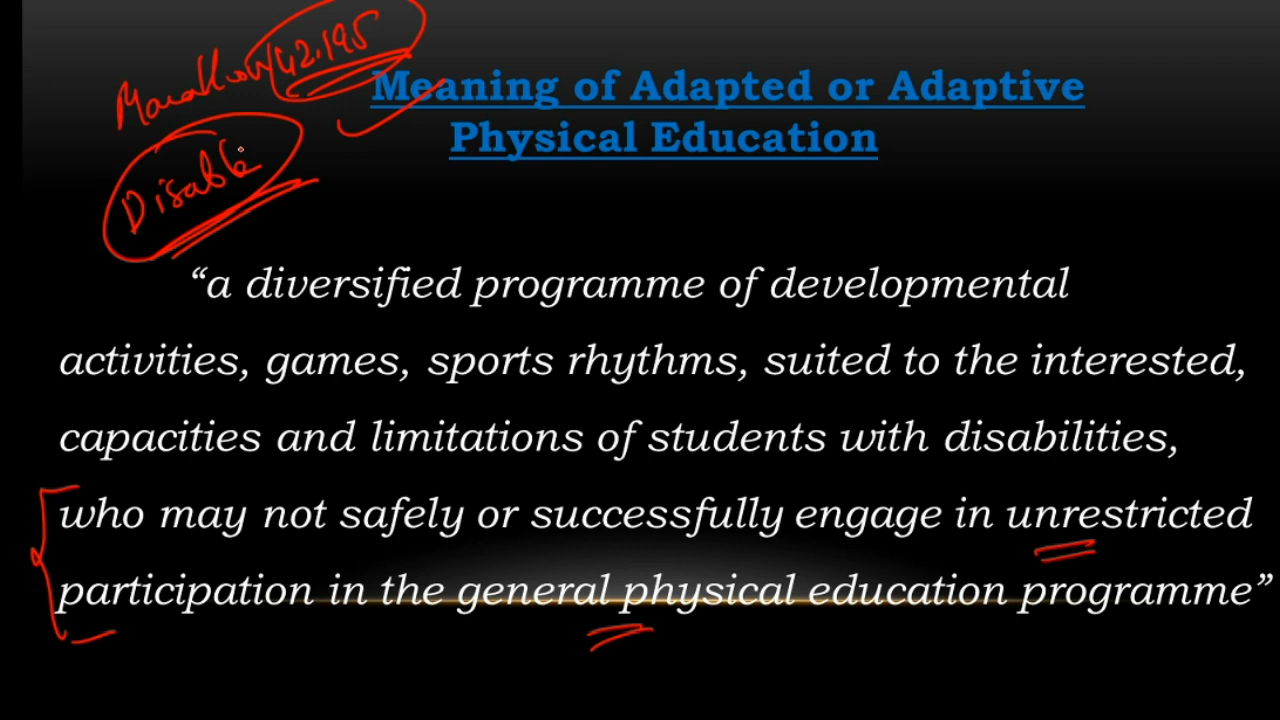 Marathon 42.195
Meaning of Adapted or Adaptive
Physical Education
Disable
“a diversified programme of developmental
activities, games, sports rhythms, suited to the interested,
capacities and limitations of students with disabilities,
who may not safely or successfully engage in unrestricted
participation in the general physical education programme”